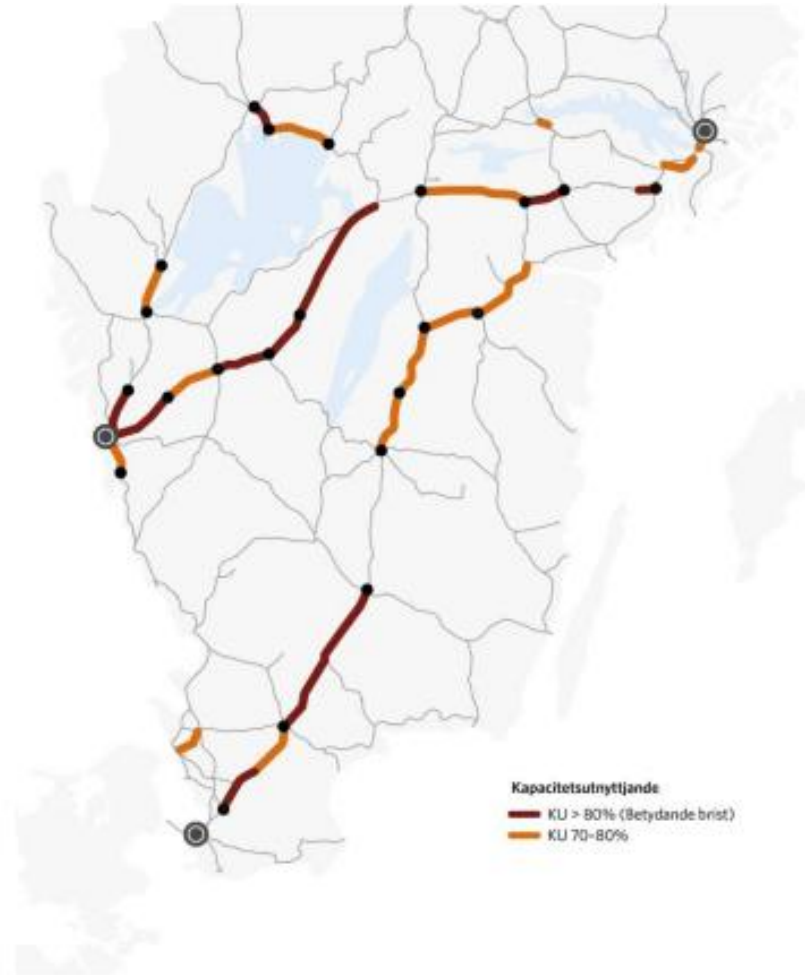 Kapacitetsutnyttjande
KU > 80% (Betydande brist)
KU 70–80%